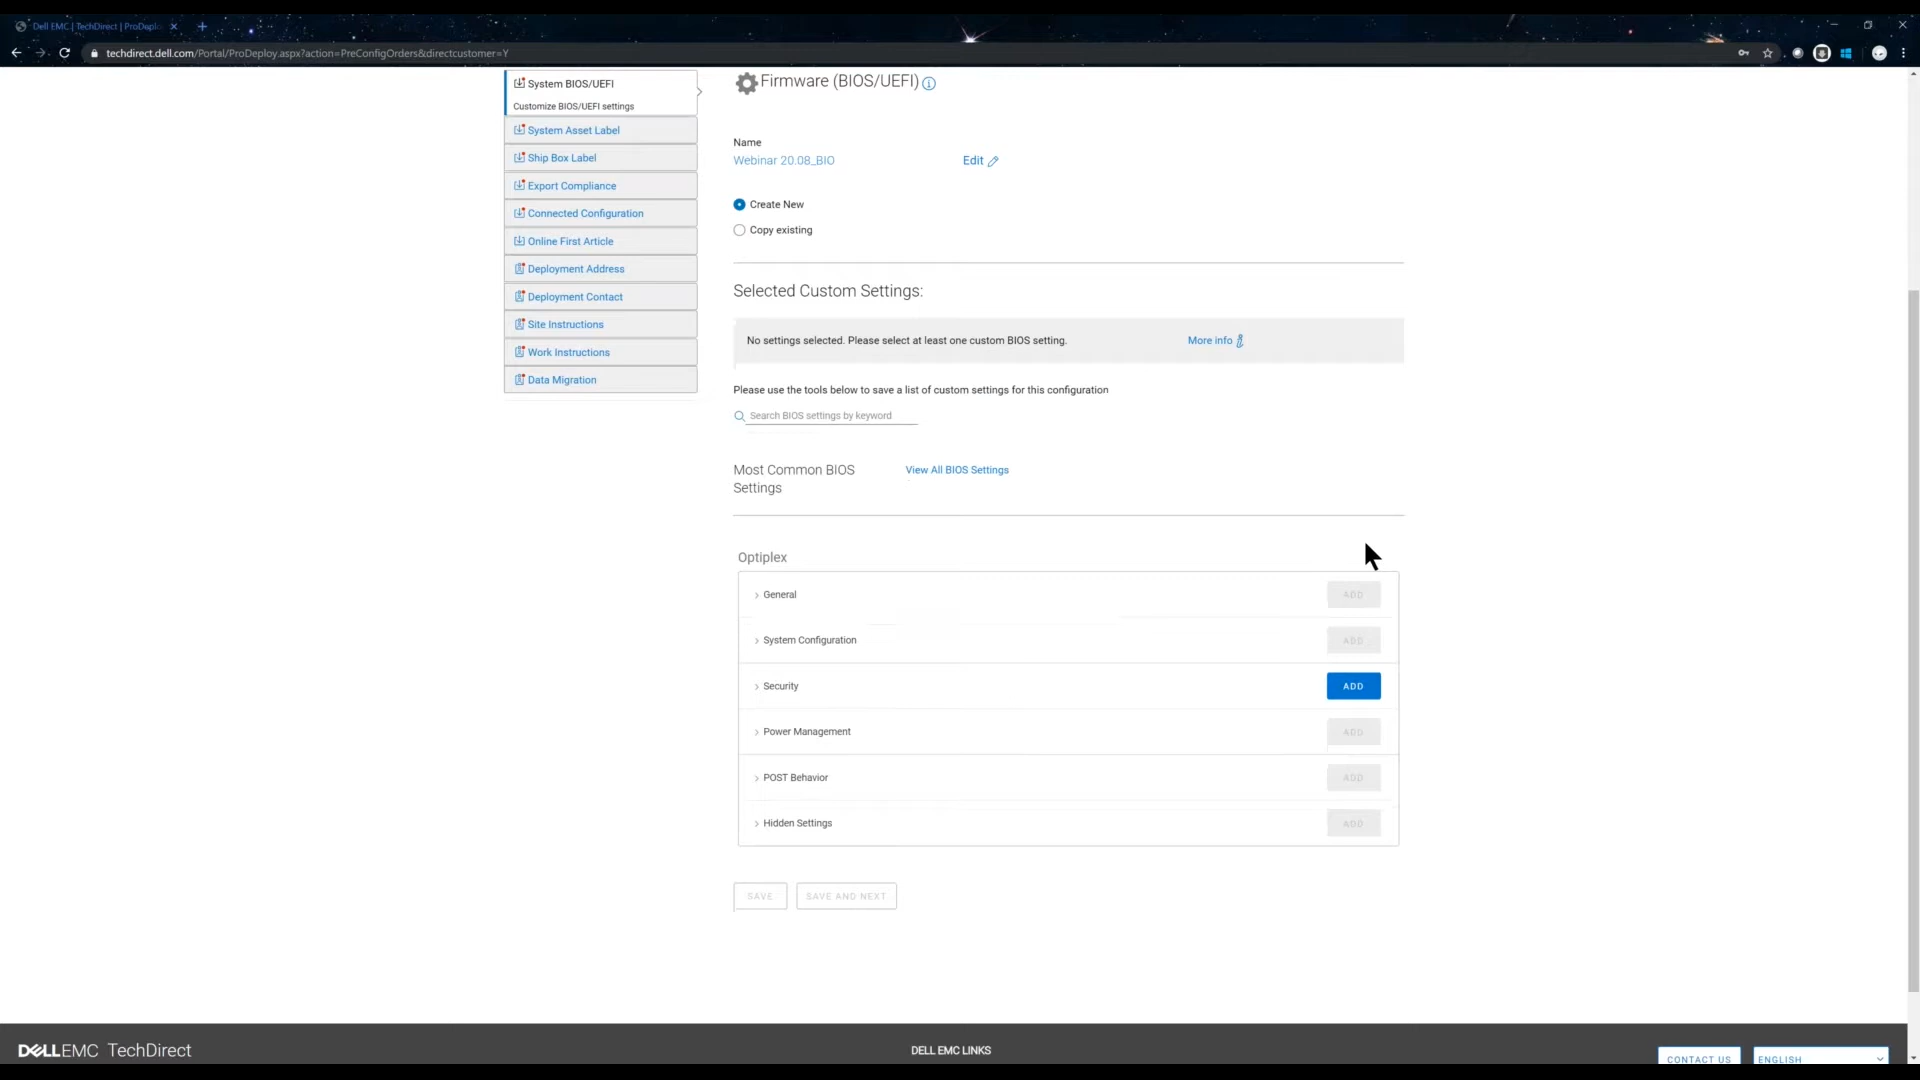 Dell EMC | TechDirect | ProDeplo
techdirect.dell.com/Portal/ProDeploy.aspx?action=PreConfigOrders&directcustomer=Y
System BIOS/UEFI
Customize BIOS/UEFI settings
System Asset Label
Ship Box Label
Export Compliance
Connected Configuration
Online First Article
Deployment Address
Deployment Contact
Site Instructions
Work Instructions
Data Migration
Firmware (BIOS/UEFI)
Name
Webinar 20.08_BIO
Edit
Create New
Copy existing
Selected Custom Settings:
No settings selected. Please select at least one custom BIOS setting.
More info
Please use the tools below to save a list of custom settings for this configuration
Search BIOS settings by keyword
Most Common BIOS
Settings
View All BIOS Settings
Optiplex
General
ADD
System Configuration
ADD
Security
ADD
Power Management
ADD
POST Behavior
ADD
Hidden Settings
ADD
SAVE
SAVE AND NEXT
DELLEMC TechDirect
DELL EMC LINKS
CONTACT US
ENGLISH